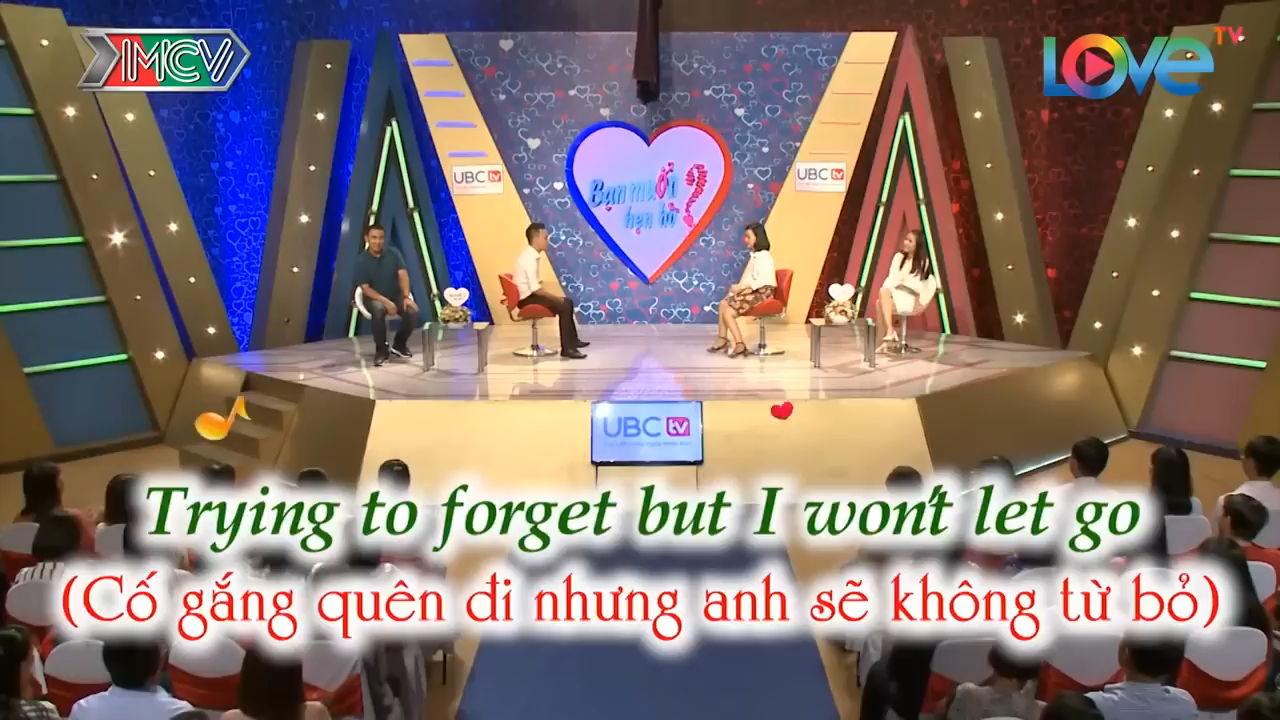 MCV
LOVE TV
UBC tv
UBC tv
Bạn muốn
hẹn hò ?
UBC tv
Trying to forget but I won't let go
(Cố gắng quên đi nhưng anh sẽ không từ bỏ)